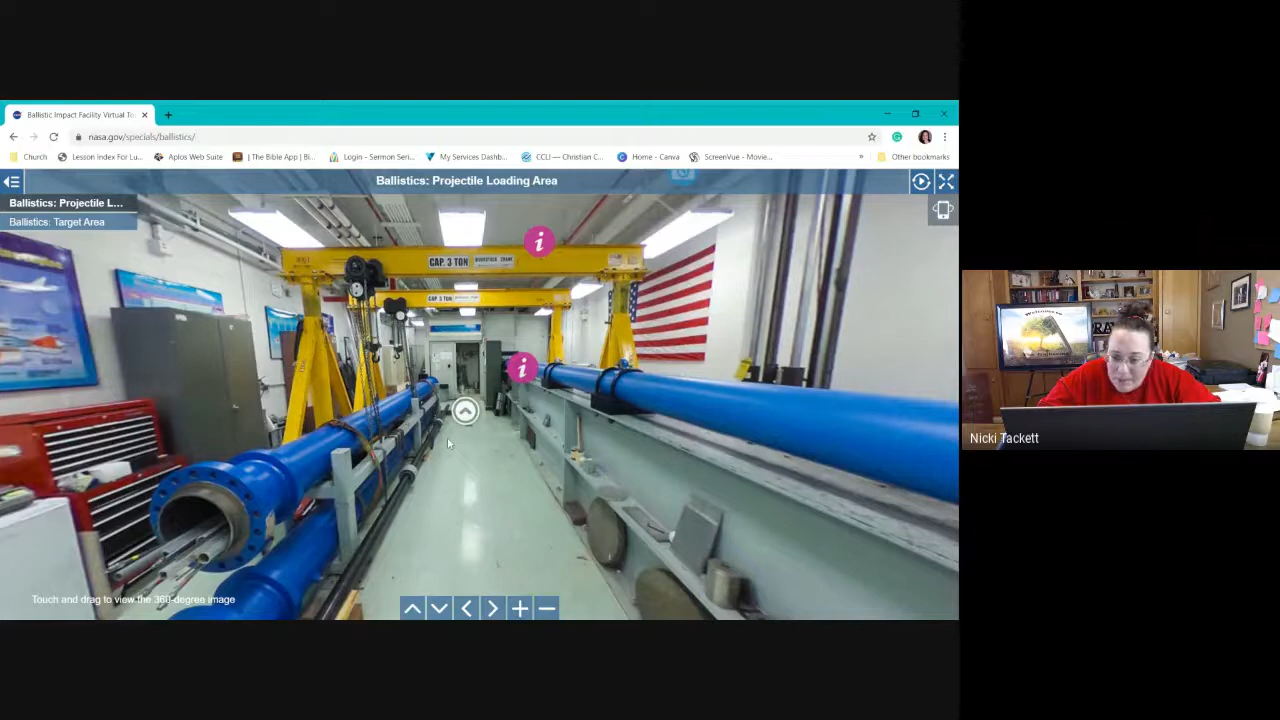 Ballistic Impact Facility Virtual To
nasa.gov/specials/ballistics/
Church
Lesson Index For Lu...
Aplos Web Suite
| The Bible App | Bi...
Login - Sermon Seri...
My Services Dashb...
CCLI — Christian C...
Home - Canva
ScreenVue - Movie...
»
Other bookmarks
Ballistics: Projectile Loading Area
Ballistics: Projectile L...
Ballistics: Target Area
CAP. 3 TON
CAP. 3 TON
i
i
Touch and drag to view the 360-degree image
Welcome to
Nicki Tackett